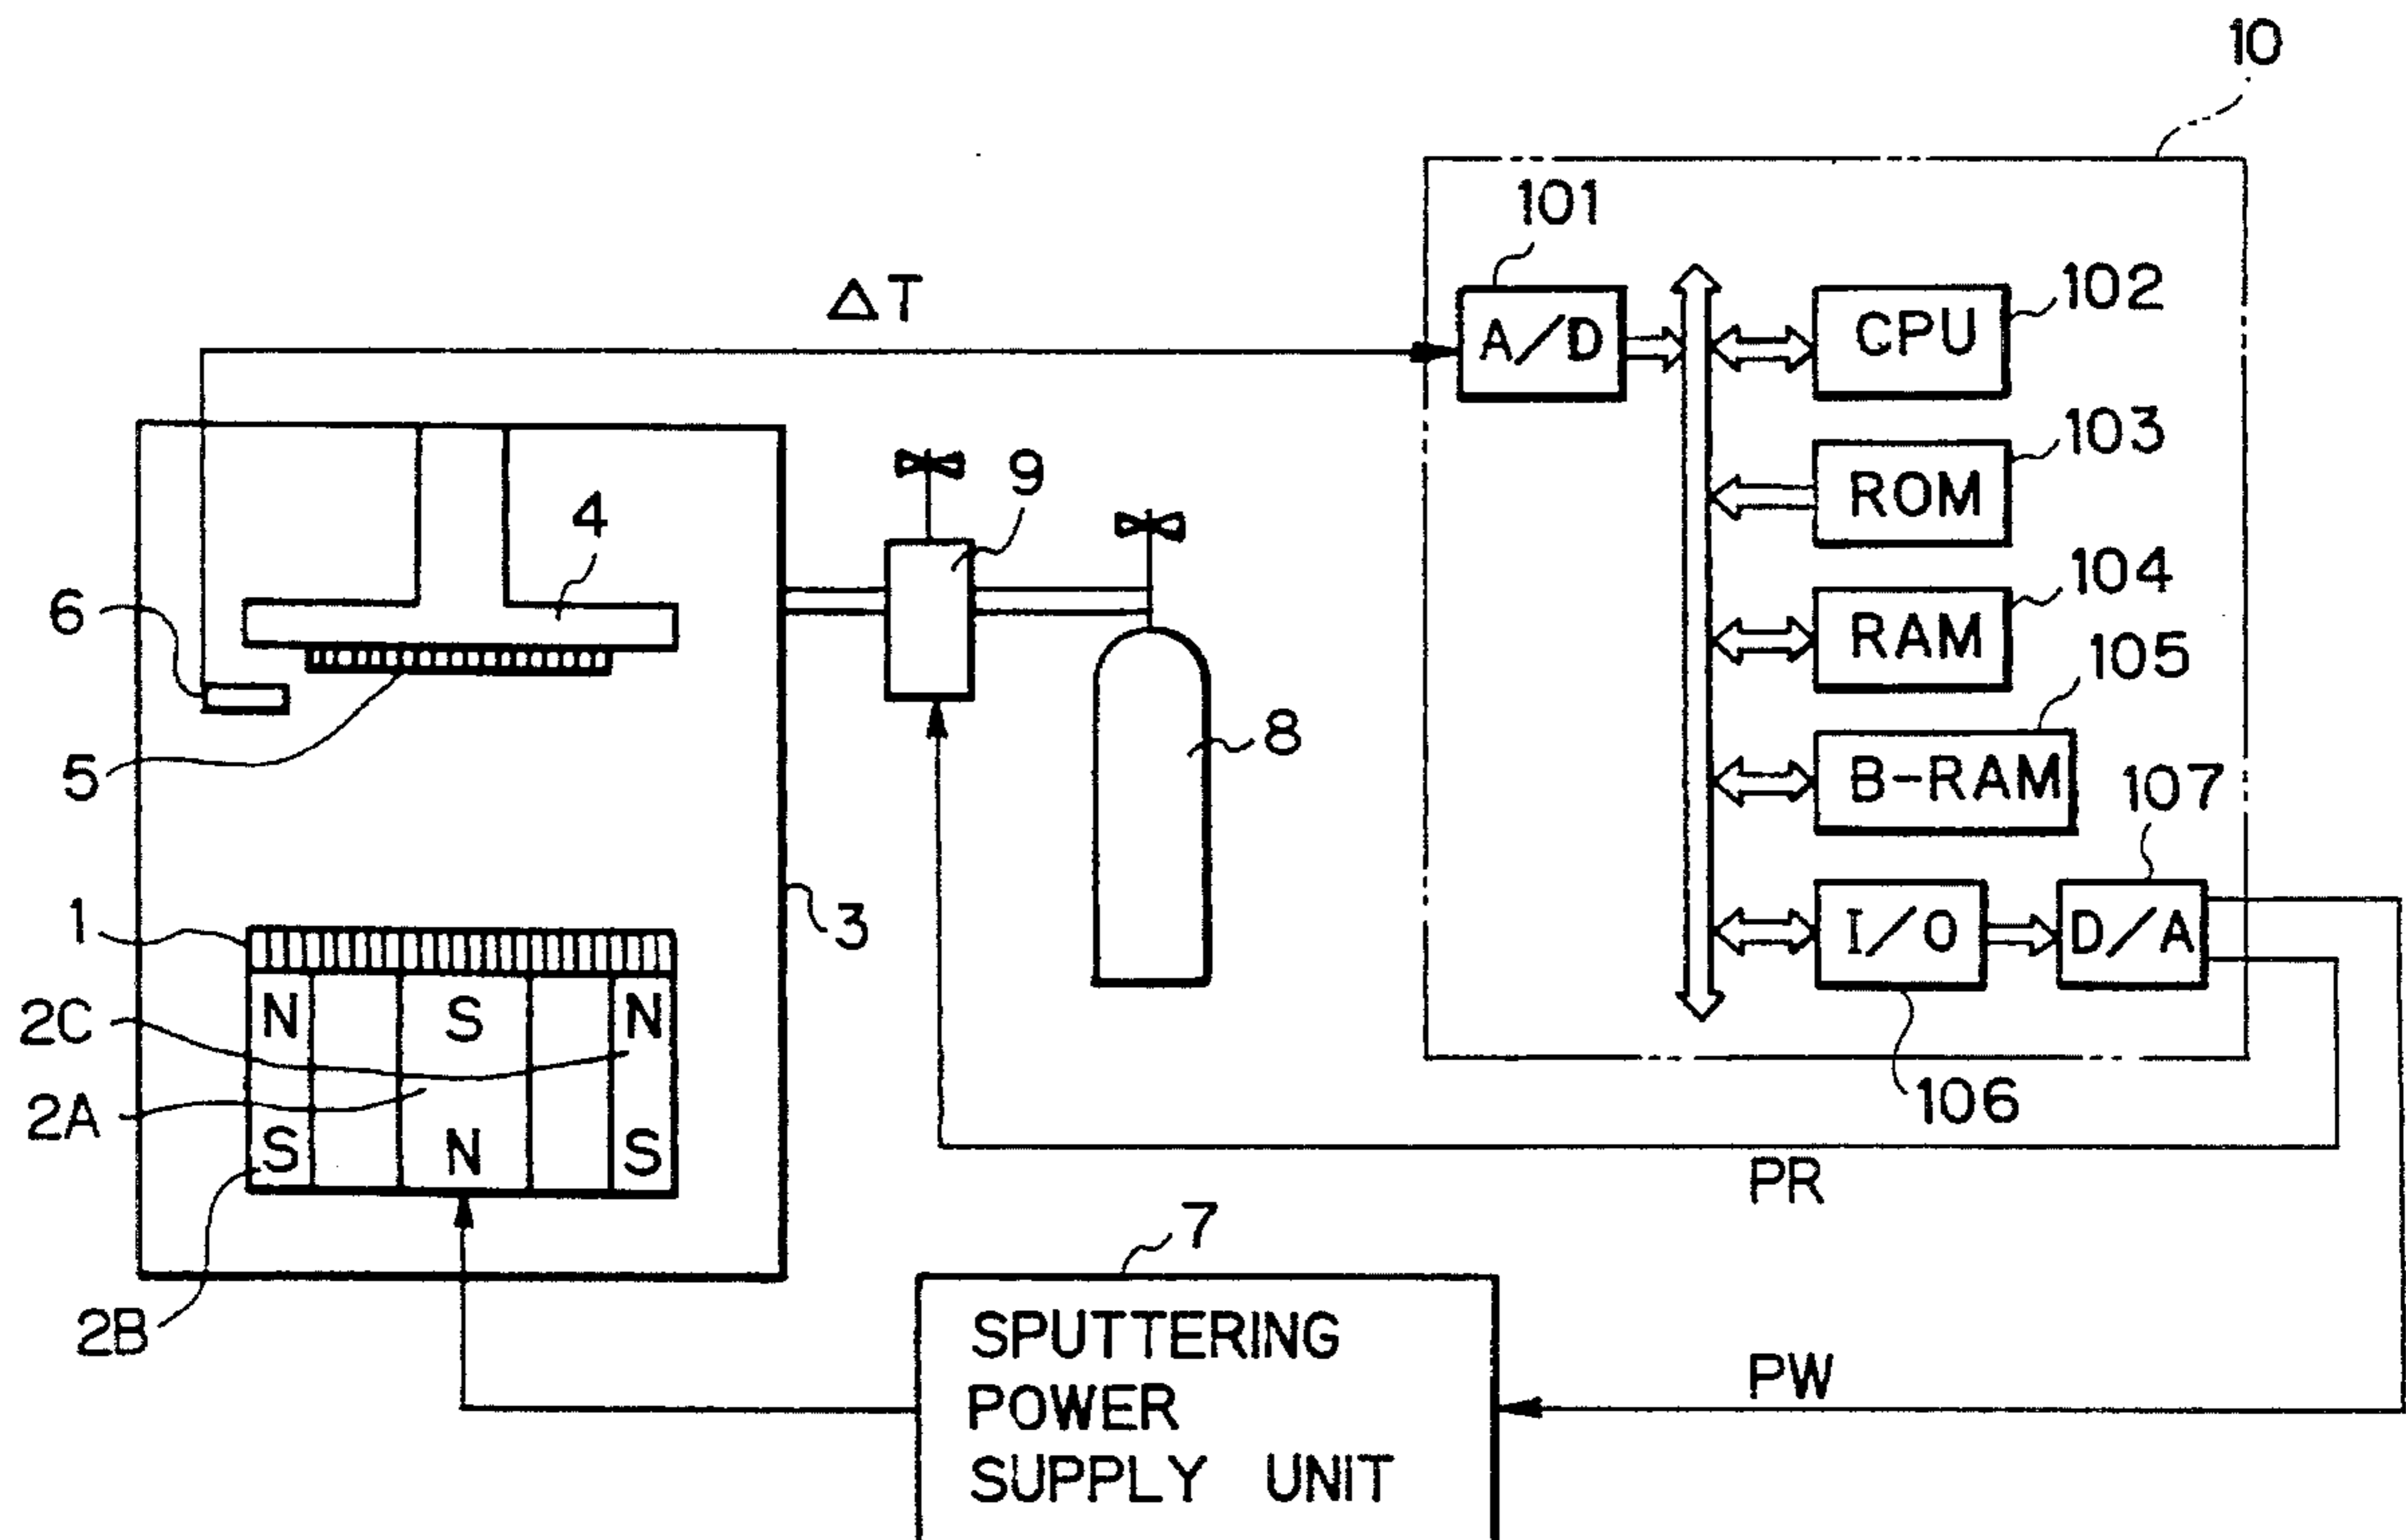 10
101
ΔT
102
A/D
CPU
103
9
4
ROM
104
6
RAM
105
8
5
B-RAM
107
1
3
I/O
D/A
N
S
N
2C
2A
106
S
N
S
PR
7
2B
SPUTTERING
PW
POWER
SUPPLY UNIT